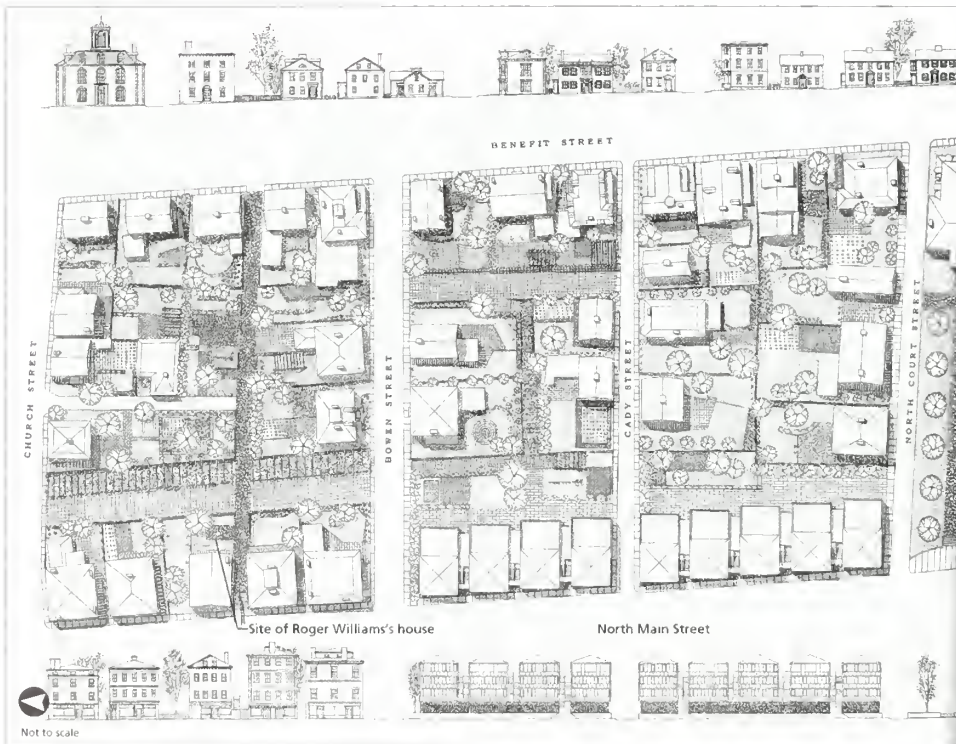 BENEFIT STREET
CHURCH STREET
BOWEN STREET
CADY STREET
NORTH COURT STREET
Site of Roger Williams's house
North Main Street
Not to scale